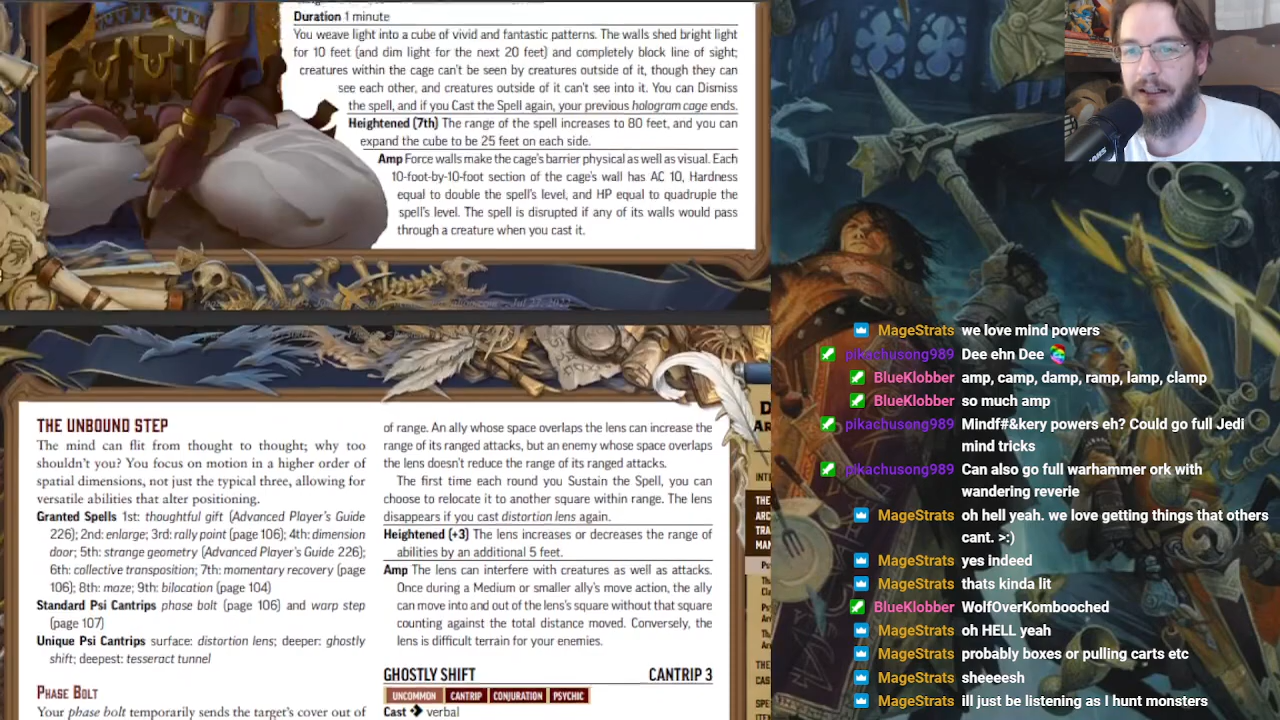 Duration 1 minute
You weave light into a cube of vivid and fantastic patterns. The walls shed bright light
for 10 feet (and dim light for the next 20 feet) and completely block line of sight;
creatures within the cage can't be seen by creatures outside of it, though they can
see each other, and creatures outside of it can't see into it. You can Dismiss
the spell, and if you Cast the Spell again, your previous hologram cage ends.
Heightened (7th) The range of the spell increases to 80 feet, and you can
expand the cube to be 25 feet on each side.
Amp Force walls make the cage's barrier physical as well as visual. Each
10-foot-by-10-foot section of the cage's wall has AC 10, Hardness
equal to double the spell's level, and HP equal to quadruple the
spell's level. The spell is disrupted if any of its walls would pass
through a creature when you cast it.
THE UNBOUND STEP
The mind can flit from thought to thought; why too
shouldn't you? You focus on motion in a higher order of
spatial dimensions, not just the typical three, allowing for
versatile abilities that alter positioning.
Granted Spells 1st: thoughtful gift (Advanced Player's Guide
226); 2nd: enlarge; 3rd: rally point (page 106); 4th: dimension
door; 5th: strange geometry (Advanced Player's Guide 226);
6th: collective transposition; 7th: momentary recovery (page
106); 8th: maze; 9th: bilocation (page 104)
Standard Psi Cantrips phase bolt (page 106) and warp step
(page 107)
Unique Psi Cantrips surface: distortion lens; deeper: ghostly
shift; deepest: tesseract tunnel
PHASE BOLT
Your phase bolt temporarily sends the target's cover out of
of range. An ally whose space overlaps the lens can increase the
range of its ranged attacks, but an enemy whose space overlaps
the lens doesn't reduce the range of its ranged attacks.
The first time each round you Sustain the Spell, you can
choose to relocate it to another square within range. The lens
disappears if you cast distortion lens again.
Heightened (+3) The lens increases or decreases the range of
abilities by an additional 5 feet.
Amp The lens can interfere with creatures as well as attacks.
Once during a Medium or smaller ally's move action, the ally
can move into and out of the lens's square without that square
counting against the total distance moved. Conversely, the
lens is difficult terrain for your enemies.
GHOSTLY SHIFT CANTRIP 3
UNCOMMON CANTRIP CONJURATION PSYCHIC
Cast verbal
MageStrats we love mind powers
pikachusong989 Dee ehn Dee
BlueKlobber amp, camp, damp, ramp, lamp, clamp
BlueKlobber so much amp
pikachusong989 Mindf#&kery powers eh? Could go full Jedi
mind tricks
pikachusong989 Can also go full warhammer ork with
wandering reverie
MageStrats oh hell yeah. we love getting things that others
cant. >:)
MageStrats yes indeed
MageStrats thats kinda lit
BlueKlobber WolfOverKombooched
MageStrats oh HELL yeah
MageStrats probably boxes or pulling carts etc
MageStrats sheeeesh
MageStrats ill just be listening as I hunt monsters